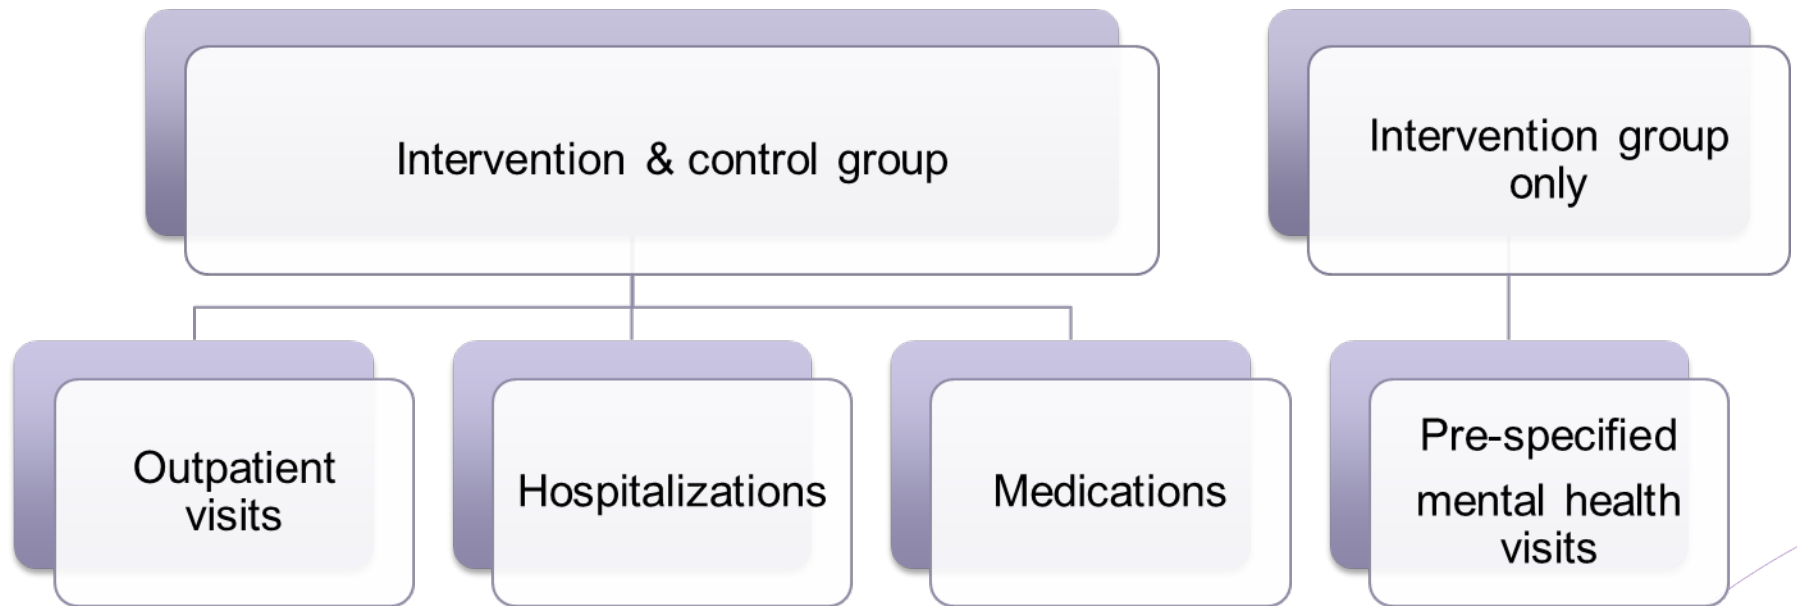 Intervention & control group
Intervention group
only
Outpatient
visits
Hospitalizations
Medications
Pre-specified
mental health
visits